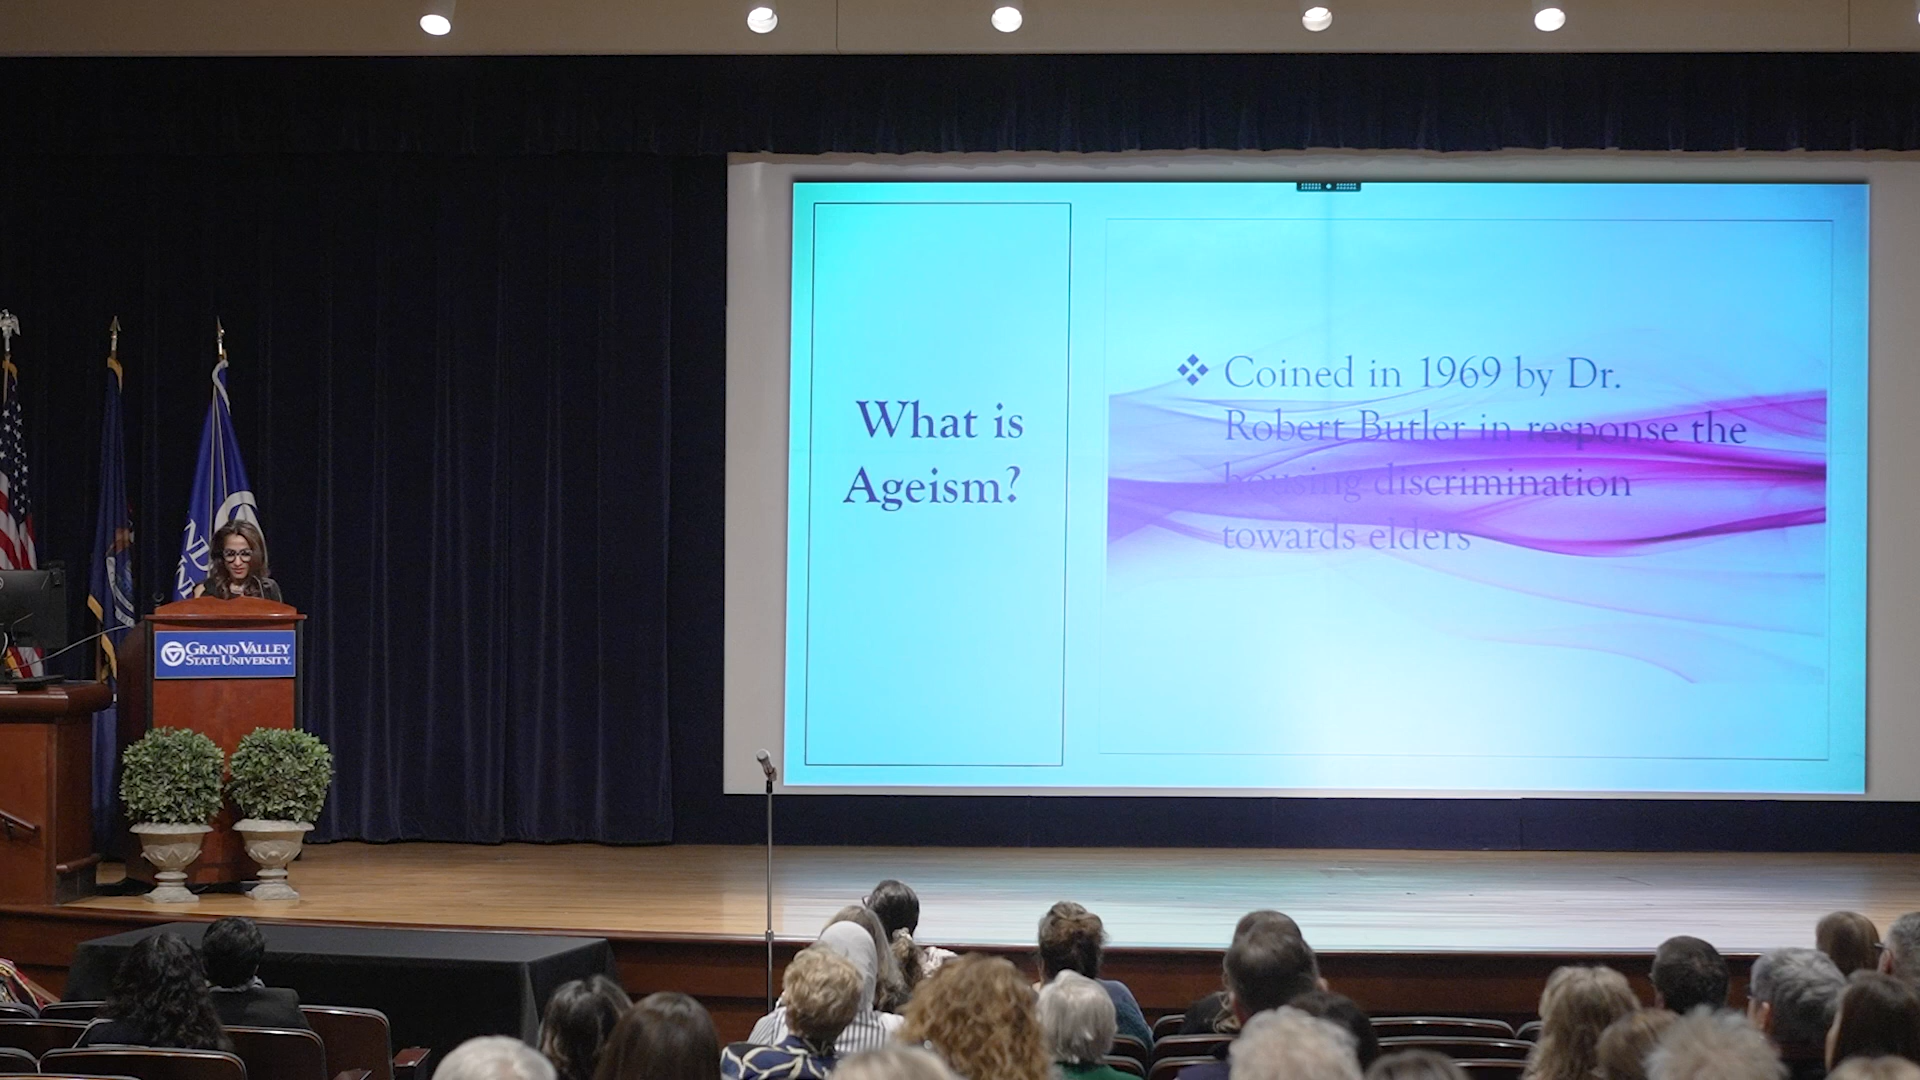 What is
Ageism?
Coined in 1969 by Dr.
Robert Butler in response the
housing discrimination
towards elders
GRAND VALLEY
STATE UNIVERSITY.